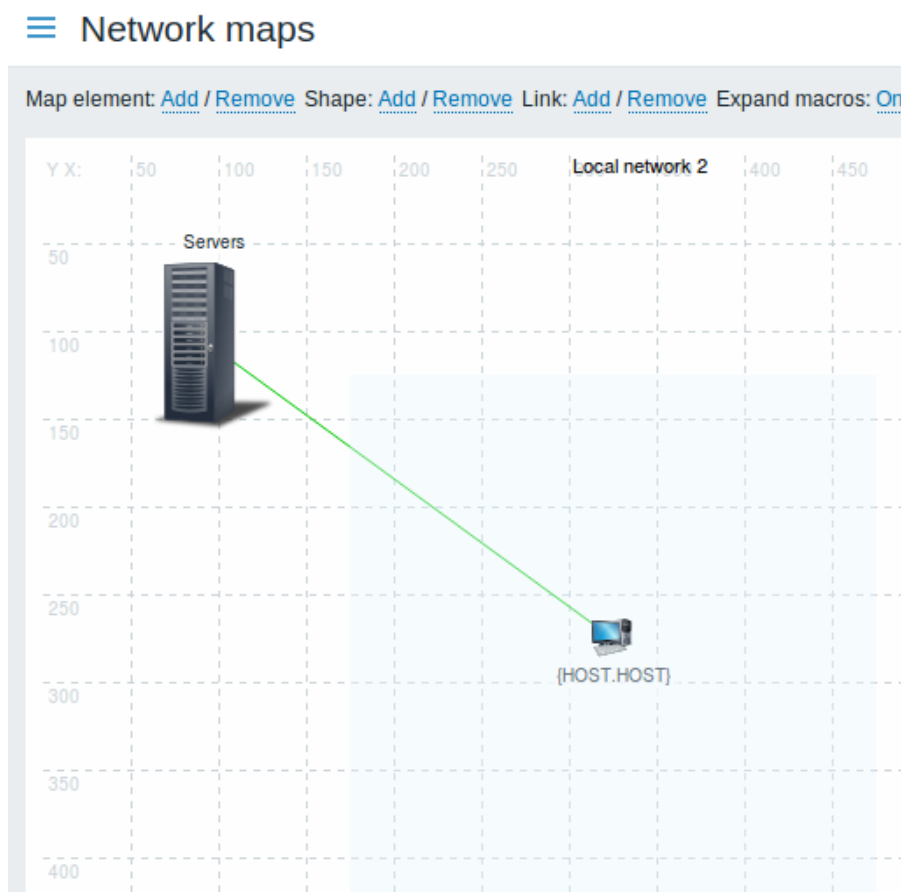 Network maps
Map element: Add / Remove Shape: Add / Remove Link: Add / Remove Expand macros: On
Y X: 50 100 150 200 250 Local network 2 400 450
Servers
50
100
150
200
250
{HOST.HOST}
300
350
400